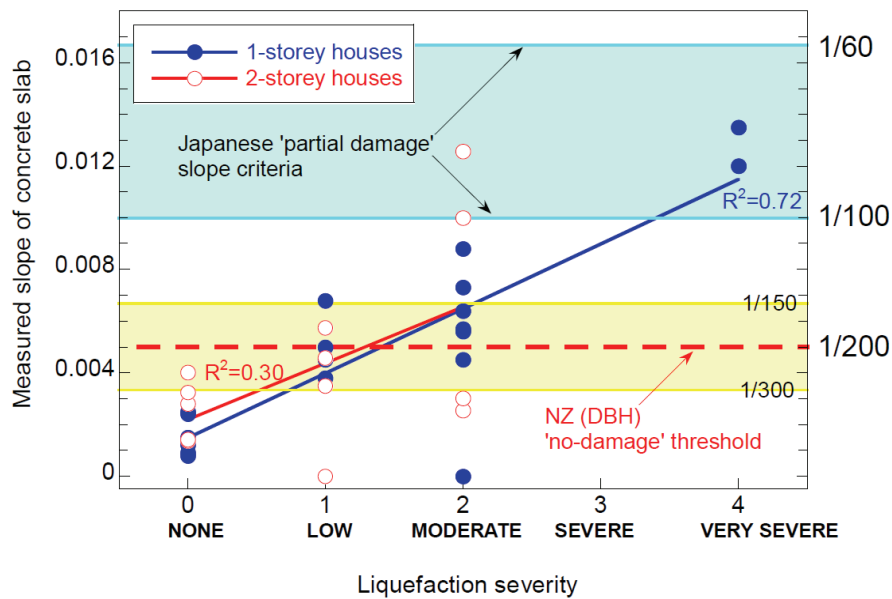 1-storey houses
2-storey houses
Japanese 'partial damage'
slope criteria
R²=0.72
R²=0.30
NZ (DBH)
'no-damage' threshold
Measured slope of concrete slab
0.016
0.012
0.008
0.004
0
1/60
1/100
1/150
1/200
1/300
0 1 2 3 4
NONE LOW MODERATE SEVERE VERY SEVERE
Liquefaction severity